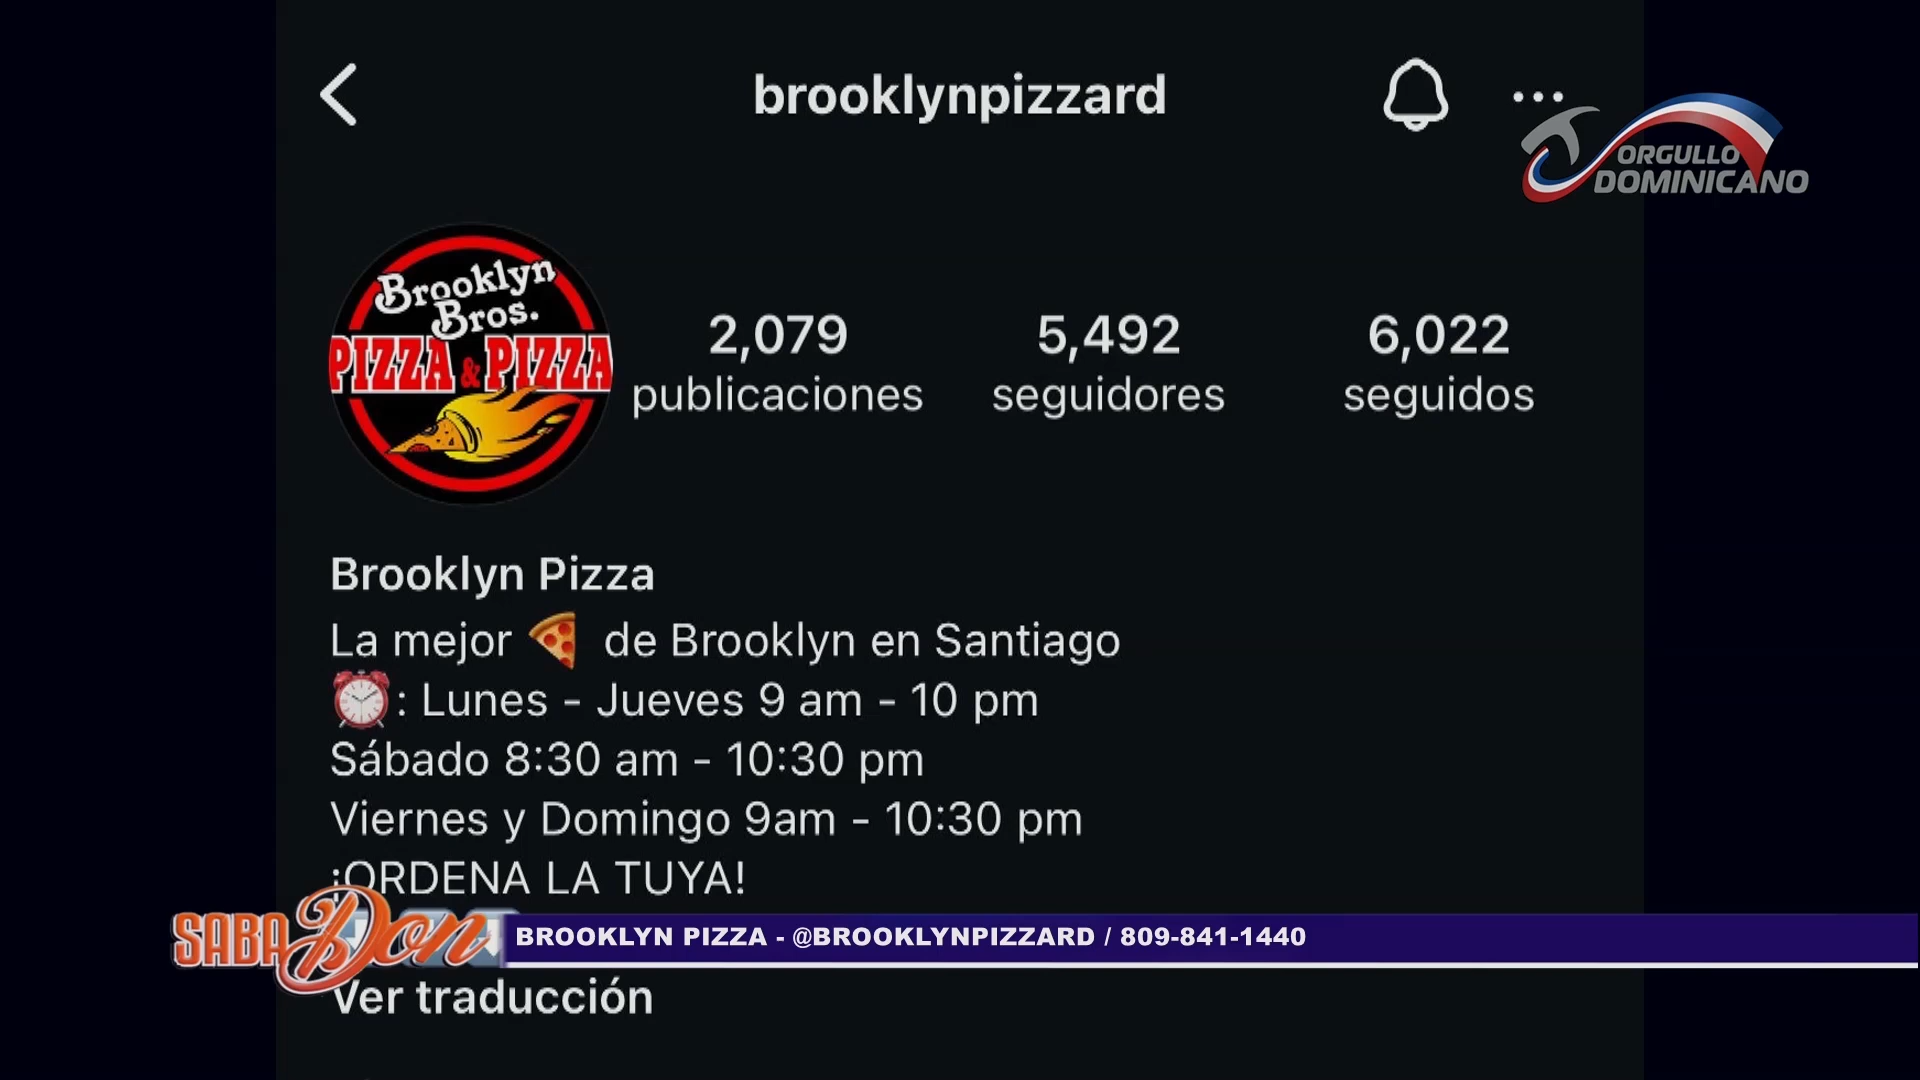 brooklynpizzard
ORGULLO
DOMINICANO
Brooklyn
Bros.
PIZZA & PIZZA
2,079
publicaciones
5,492
seguidores
6,022
seguidos
Brooklyn Pizza
La mejor 🍕 de Brooklyn en Santiago
⏰: Lunes - Jueves 9 am - 10 pm
Sábado 8:30 am - 10:30 pm
Viernes y Domingo 9am - 10:30 pm
¡ORDENA LA TUYA!
SABADon
BROOKLYN PIZZA - @BROOKLYNPIZZARD / 809-841-1440
Ver traducción